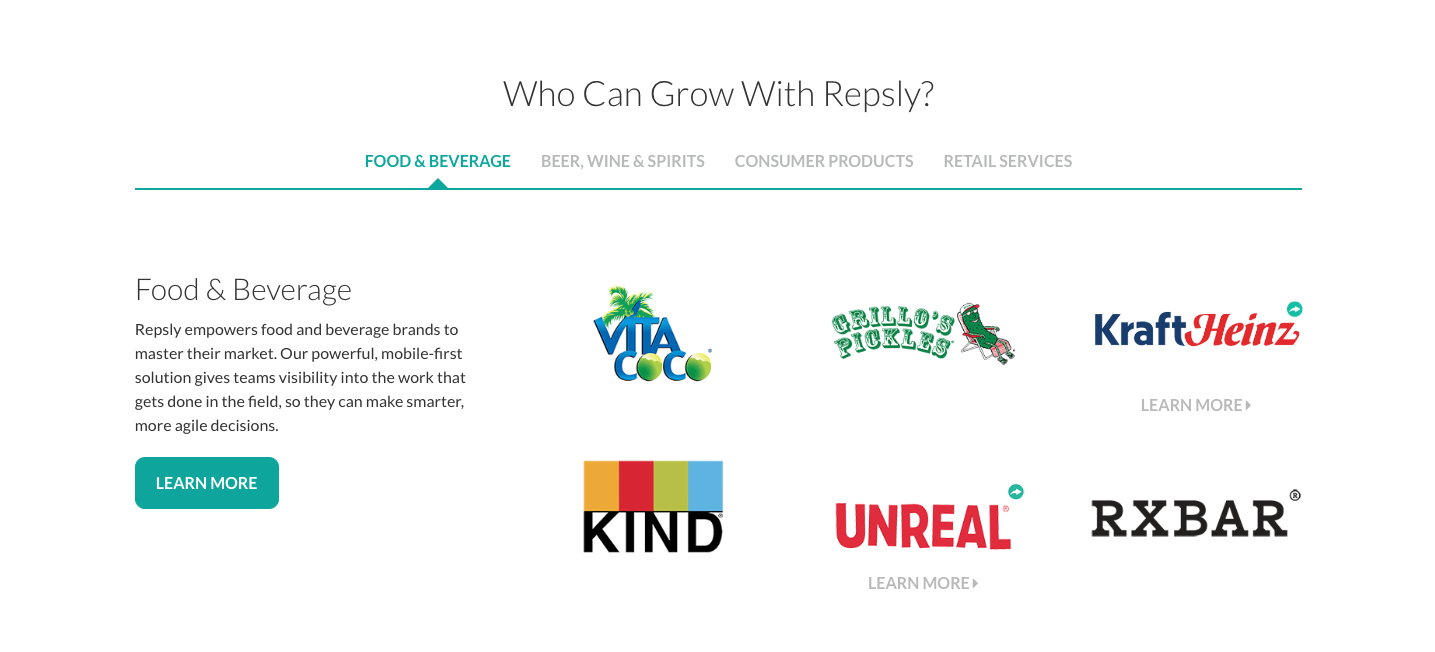 Who Can Grow With Repsly?
FOOD & BEVERAGE BEER, WINE & SPIRITS CONSUMER PRODUCTS RETAIL SERVICES
Food & Beverage
Repsly empowers food and beverage brands to
master their market. Our powerful, mobile-first
solution gives teams visibility into the work that
gets done in the field, so they can make smarter,
more agile decisions.
LEARN MORE
VITA
COCO®
GRILLO'S
PICKLES
KraftHeinz
LEARN MORE
KIND®
UNREAL®
LEARN MORE
RXBAR®